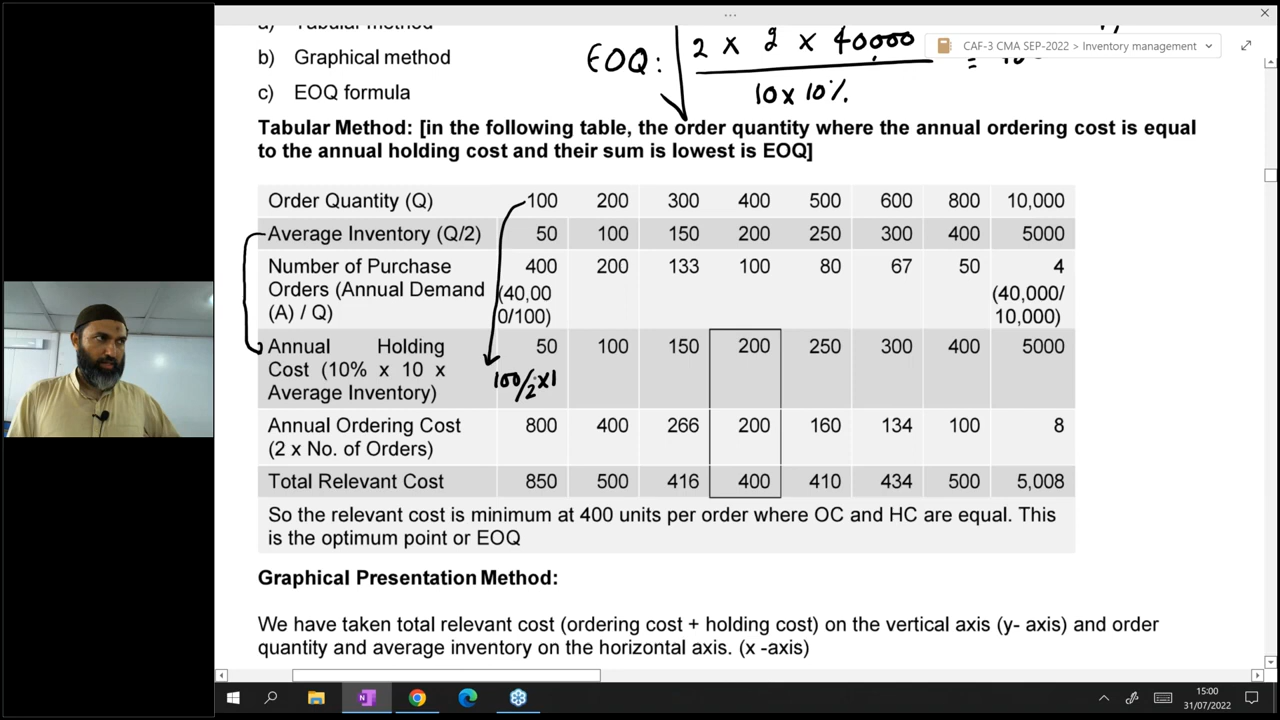 b) Graphical method
c) EOQ formula
EOQ: 2 x 2 x 40,000
10 x 10%
CAF-3 CMA SEP-2022 > Inventory management
Tabular Method: [in the following table, the order quantity where the annual ordering cost is equal
to the annual holding cost and their sum is lowest is EOQ]
Order Quantity (Q) 100 200 300 400 500 600 800 10,000
Average Inventory (Q/2) 50 100 150 200 250 300 400 5000
Number of Purchase 400 200 133 100 80 67 50 4
Orders (Annual Demand (40,00 (40,000/
(A) / Q) 0/100) 10,000)
Annual Holding 50 100 150 200 250 300 400 5000
Cost (10% x 10 x 100/2 x 1
Average Inventory)
Annual Ordering Cost 800 400 266 200 160 134 100 8
(2 x No. of Orders)
Total Relevant Cost 850 500 416 400 410 434 500 5,008
So the relevant cost is minimum at 400 units per order where OC and HC are equal. This
is the optimum point or EOQ
Graphical Presentation Method:
We have taken total relevant cost (ordering cost + holding cost) on the vertical axis (y- axis) and order
quantity and average inventory on the horizontal axis. (x -axis)
15:00
31/07/2022